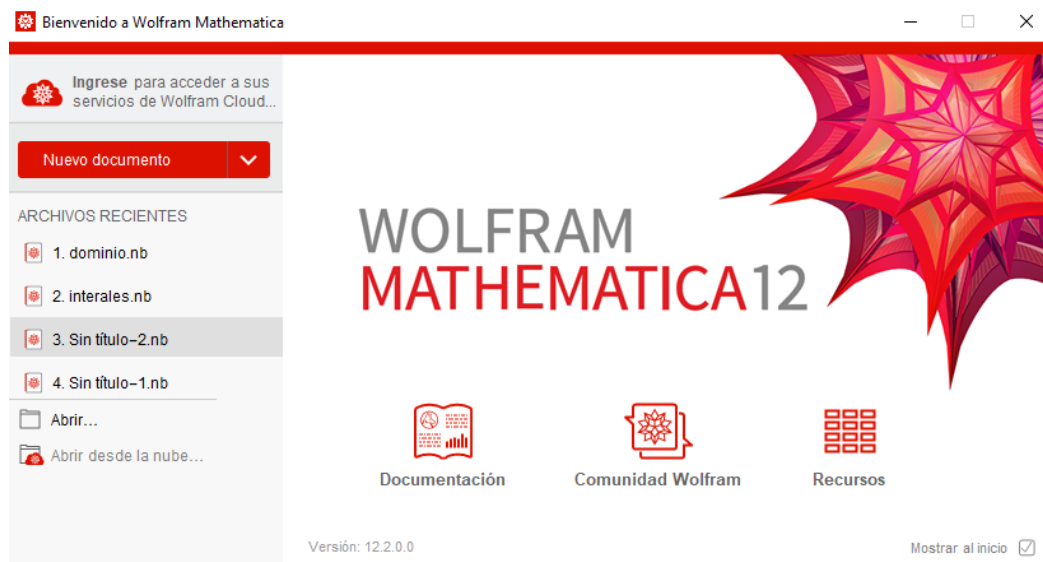 Bienvenido a Wolfram Mathematica
Ingrese para acceder a sus
servicios de Wolfram Cloud...
Nuevo documento
ARCHIVOS RECIENTES
1. dominio.nb
2. interales.nb
3. Sin título-2.nb
4. Sin título-1.nb
Abrir...
Abrir desde la nube...
WOLFRAM
MATHEMATICA12
Documentación
Comunidad Wolfram
Recursos
Versión: 12.2.0.0
Mostrar al inicio